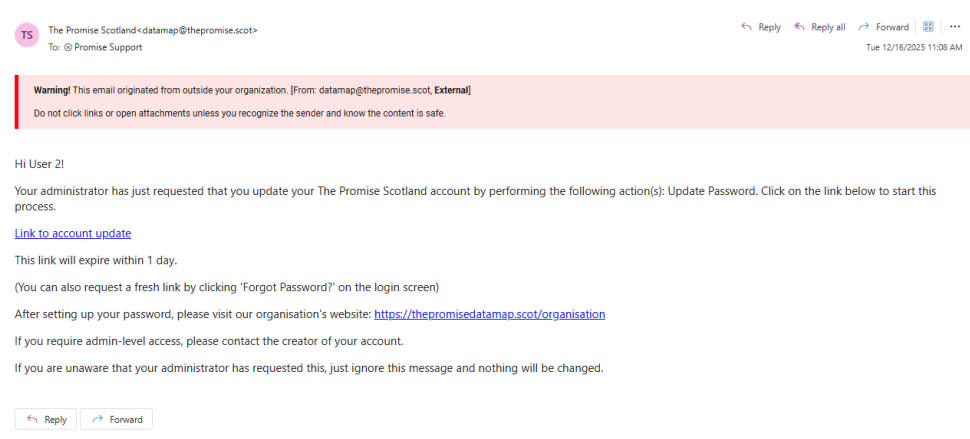 TS
The Promise Scotland<datamap@thepromise.scot>
To: Promise Support
Reply Reply all Forward
Tue 12/16/2025 11:08 AM
Warning! This email originated from outside your organization. [From: datamap@thepromise.scot, External]
Do not click links or open attachments unless you recognize the sender and know the content is safe.
Hi User 2!
Your administrator has just requested that you update your The Promise Scotland account by performing the following action(s): Update Password. Click on the link below to start this
process.
Link to account update
This link will expire within 1 day.
(You can also request a fresh link by clicking 'Forgot Password?' on the login screen)
After setting up your password, please visit our organisation's website: https://thepromisedatamap.scot/organisation
If you require admin-level access, please contact the creator of your account.
If you are unaware that your administrator has requested this, just ignore this message and nothing will be changed.
Reply Forward